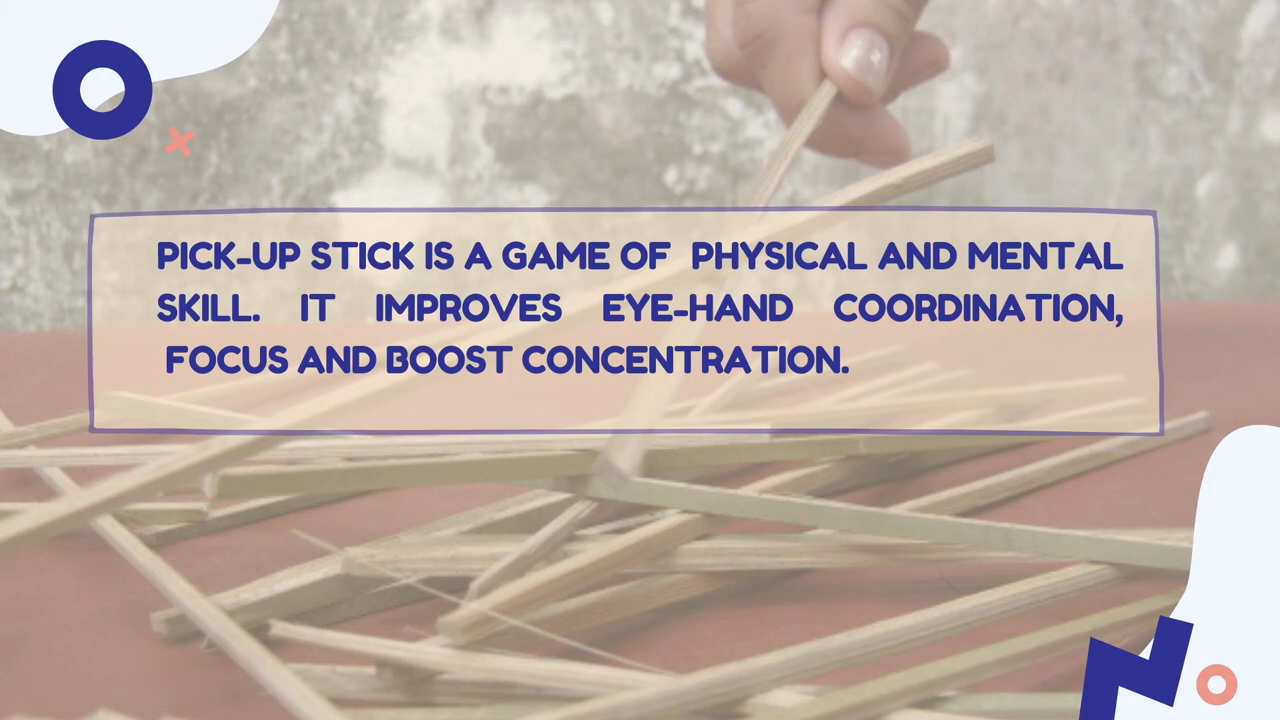 PICK-UP STICK IS A GAME OF PHYSICAL AND MENTAL
SKILL. IT IMPROVES EYE-HAND COORDINATION,
FOCUS AND BOOST CONCENTRATION.